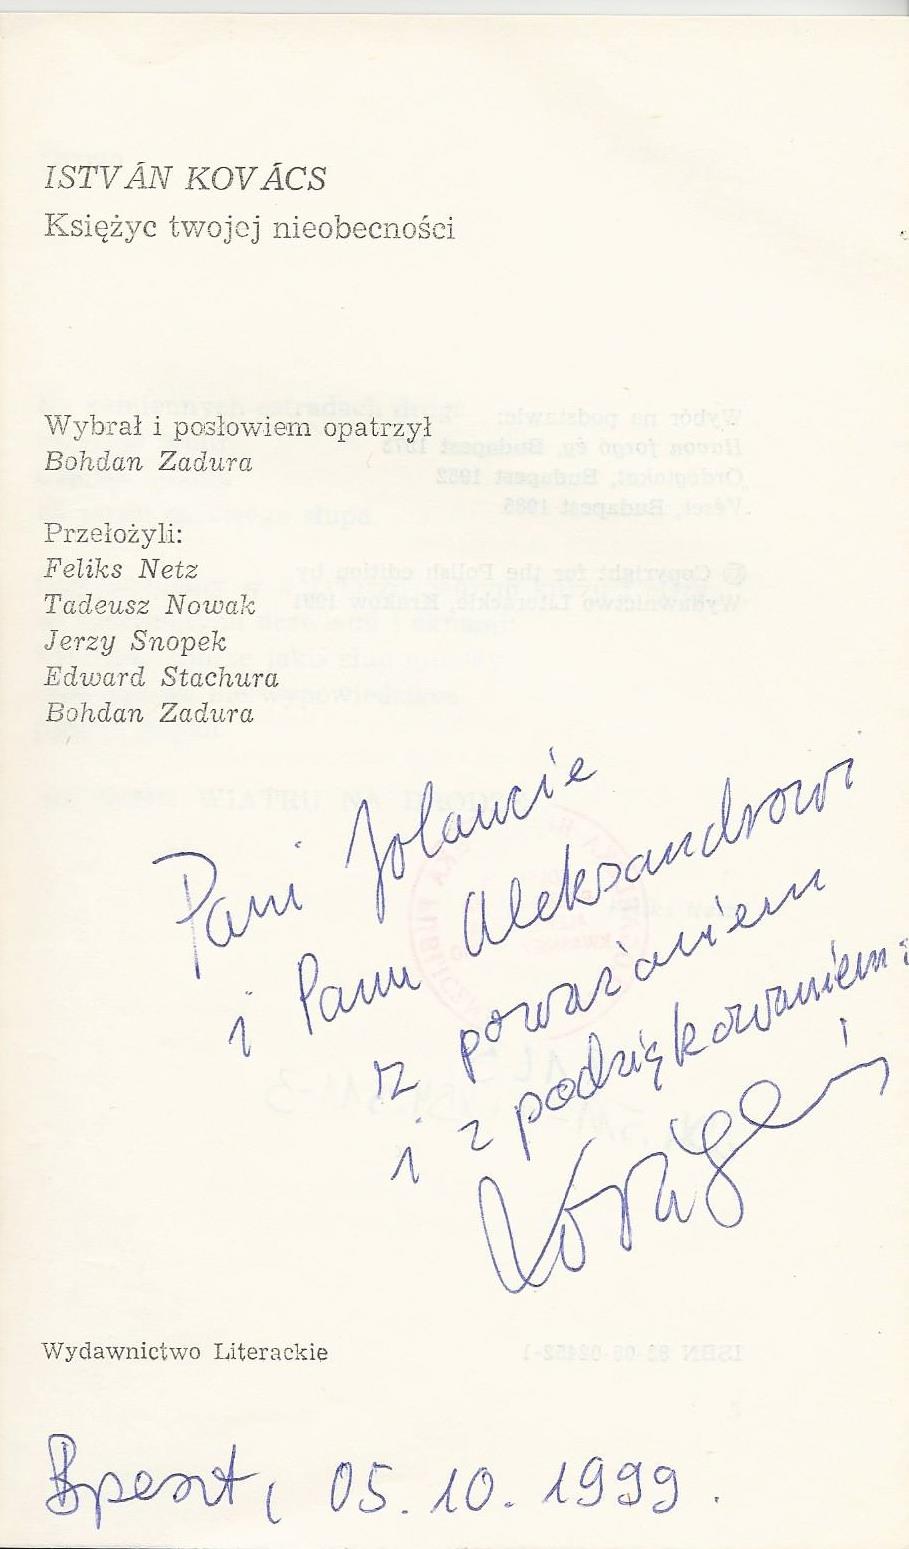 ISTVÁN KOVÁCS
Księżyc twojej nieobecności
Wybrał i posłowiem opatrzył
Bohdan Zadura
Przełożyli:
Feliks Netz
Tadeusz Nowak
Jerzy Snopek
Edward Stachura
Bohdan Zadura
Pani Jolancie
i Panu Aleksandrowi
z poważaniem
i z podziękowaniem:
Wydawnictwo Literackie
Bpeszt, 05.10.1999.